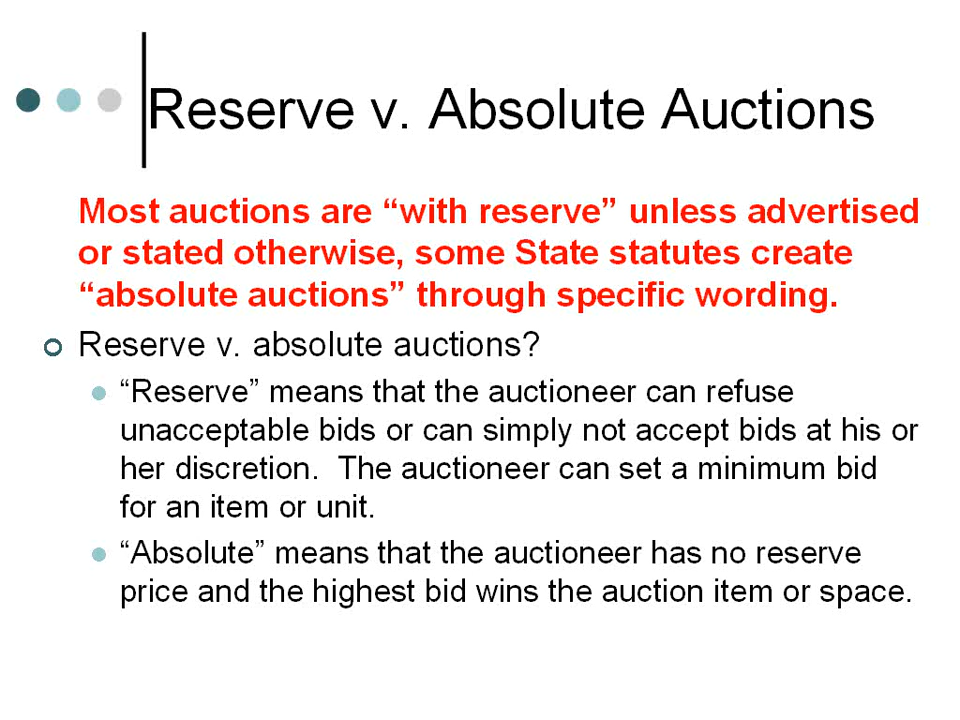 Reserve v. Absolute Auctions
Most auctions are “with reserve” unless advertised
or stated otherwise, some State statutes create
“absolute auctions” through specific wording.
Reserve v. absolute auctions?
“Reserve” means that the auctioneer can refuse
unacceptable bids or can simply not accept bids at his or
her discretion.  The auctioneer can set a minimum bid
for an item or unit.
“Absolute” means that the auctioneer has no reserve
price and the highest bid wins the auction item or space.